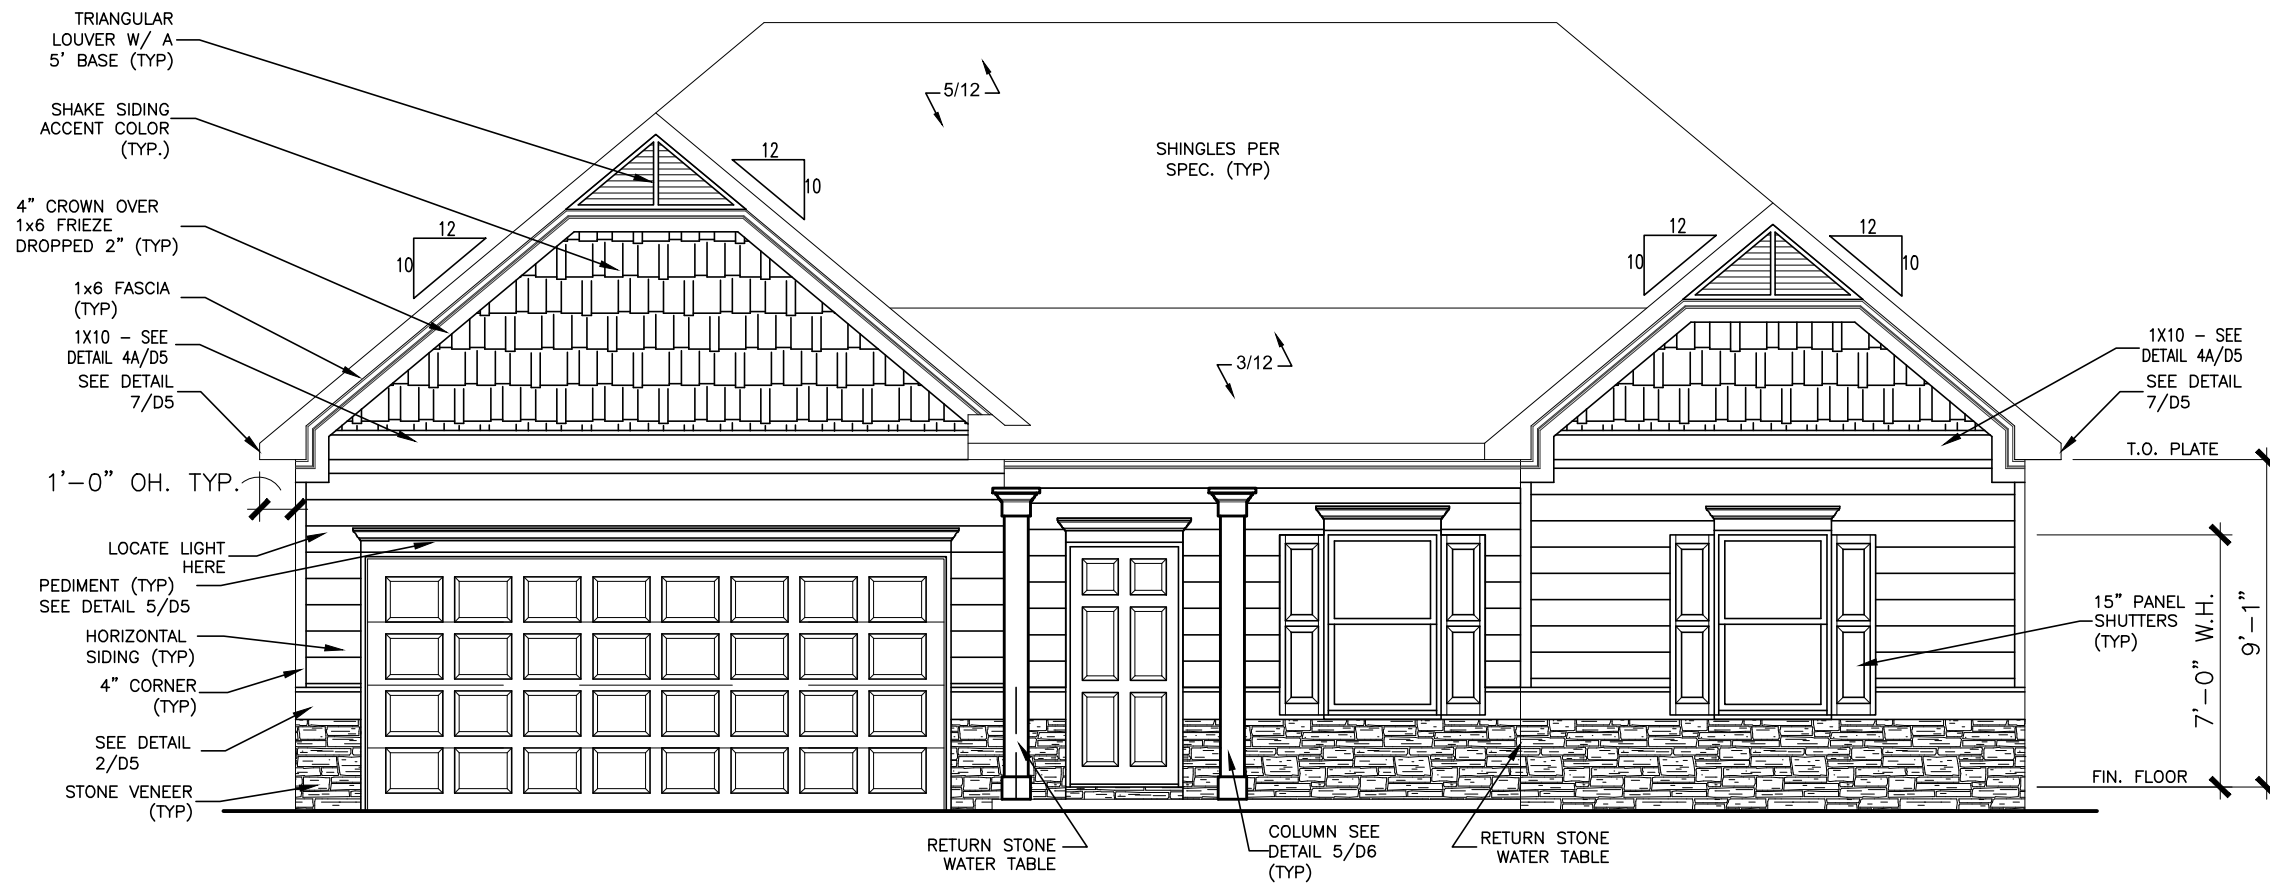 TRIANGULAR
LOUVER W/ A
5' BASE (TYP)
SHAKE SIDING
ACCENT COLOR
(TYP.)
4" CROWN OVER
1x6 FRIEZE
DROPPED 2" (TYP)
1x6 FASCIA
(TYP)
1X10 - SEE
DETAIL 4A/D5
SEE DETAIL
7/D5
1'-0" OH. TYP.
LOCATE LIGHT
HERE
PEDIMENT (TYP)
SEE DETAIL 5/D5
HORIZONTAL
SIDING (TYP)
4" CORNER
(TYP)
SEE DETAIL
2/D5
STONE VENEER
(TYP)
12
10
12
10
5/12
SHINGLES PER
SPEC. (TYP)
3/12
12
10
12
10
1X10 - SEE
DETAIL 4A/D5
SEE DETAIL
7/D5
T.O. PLATE
15" PANEL
SHUTTERS
(TYP)
7'-0" W.H.
9'-1"
FIN. FLOOR
RETURN STONE
WATER TABLE
COLUMN SEE
DETAIL 5/D6
(TYP)
RETURN STONE
WATER TABLE